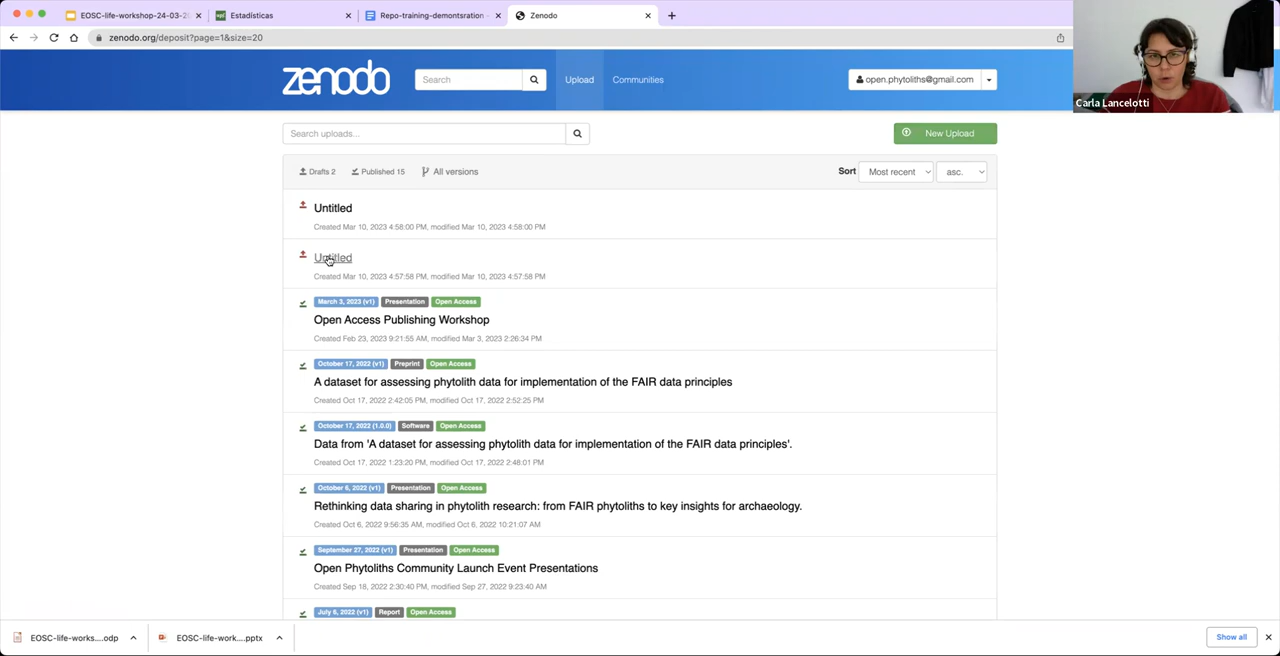 EOSC-life-workshop-24-03-2
Estadísticas
Repo-training-demontsration -
Zenodo
zenodo.org/deposit?page=1&size=20
zenodo
Search
Upload
Communities
open.phytoliths@gmail.com
Carla Lancelotti
Search uploads...
New Upload
Drafts 2
Published 15
All versions
Sort
Most recent
asc.
Untitled
Created Mar 10, 2023 4:58:00 PM, modified Mar 10, 2023 4:58:00 PM
Untitled
Created Mar 10, 2023 4:57:58 PM, modified Mar 10, 2023 4:57:58 PM
March 3, 2023 (v1) Presentation Open Access
Open Access Publishing Workshop
Created Feb 23, 2023 9:21:55 AM, modified Mar 3, 2023 2:26:34 PM
October 17, 2022 (v1) Preprint Open Access
A dataset for assessing phytolith data for implementation of the FAIR data principles
Created Oct 17, 2022 2:42:05 PM, modified Oct 17, 2022 2:52:25 PM
October 17, 2022 (1.0.0) Software Open Access
Data from 'A dataset for assessing phytolith data for implementation of the FAIR data principles'.
Created Oct 17, 2022 1:23:20 PM, modified Oct 17, 2022 2:48:01 PM
October 6, 2022 (v1) Presentation Open Access
Rethinking data sharing in phytolith research: from FAIR phytoliths to key insights for archaeology.
Created Oct 6, 2022 9:56:35 AM, modified Oct 6, 2022 10:21:07 AM
September 27, 2022 (v1) Presentation Open Access
Open Phytoliths Community Launch Event Presentations
Created Sep 18, 2022 2:30:40 PM, modified Sep 27, 2022 9:23:40 AM
July 6, 2022 (v1) Report Open Access
EOSC-life-works....odp
EOSC-life-work....pptx
Show all